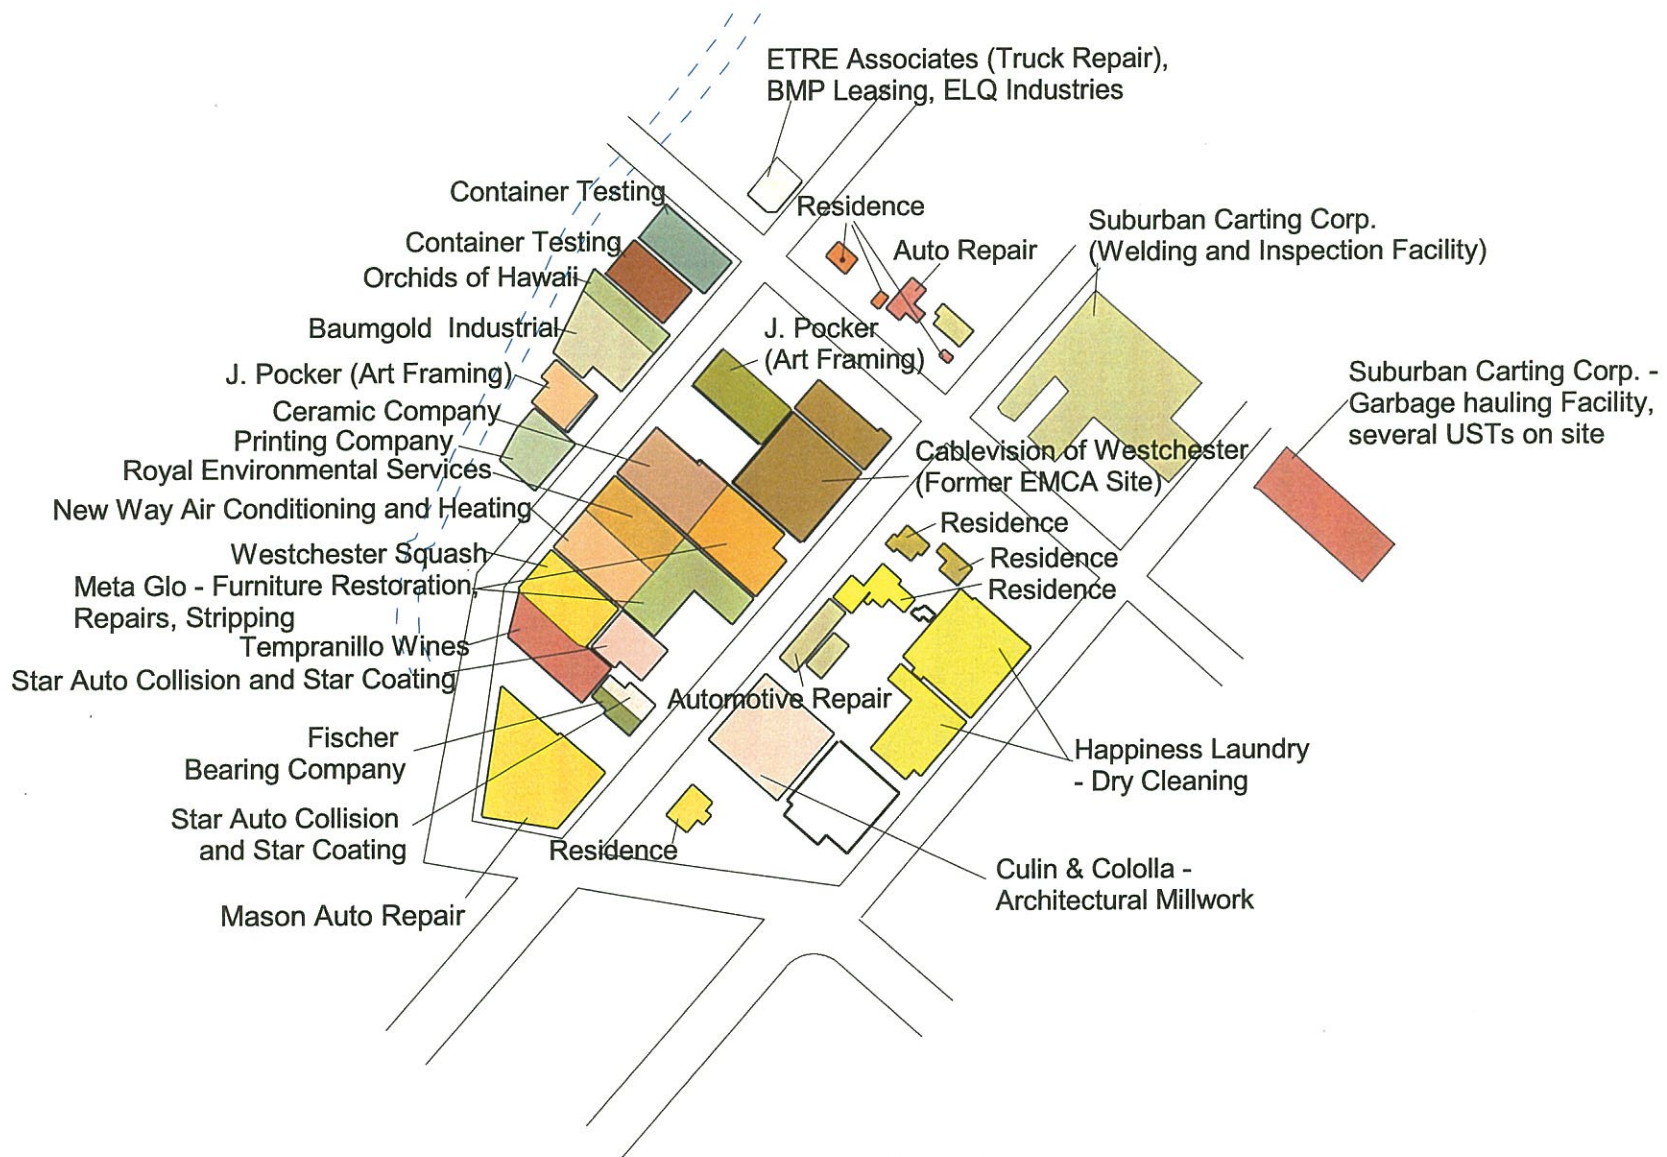 ETRE Associates (Truck Repair),
BMP Leasing, ELQ Industries
Container Testing
Residence
Suburban Carting Corp.
(Welding and Inspection Facility)
Container Testing
Auto Repair
Orchids of Hawaii
Baumgold Industrial
J. Pocker
(Art Framing)
J. Pocker (Art Framing)
Suburban Carting Corp. -
Garbage hauling Facility,
several USTs on site
Ceramic Company
Printing Company
Cablevision of Westchester
(Former EMCA Site)
Royal Environmental Services
New Way Air Conditioning and Heating
Residence
Westchester Squash
Residence
Meta Glo - Furniture Restoration,
Repairs, Stripping
Residence
Tempranillo Wines
Star Auto Collision and Star Coating
Automotive Repair
Fischer
Bearing Company
Happiness Laundry
- Dry Cleaning
Star Auto Collision
and Star Coating
Residence
Culin & Cololla -
Architectural Millwork
Mason Auto Repair